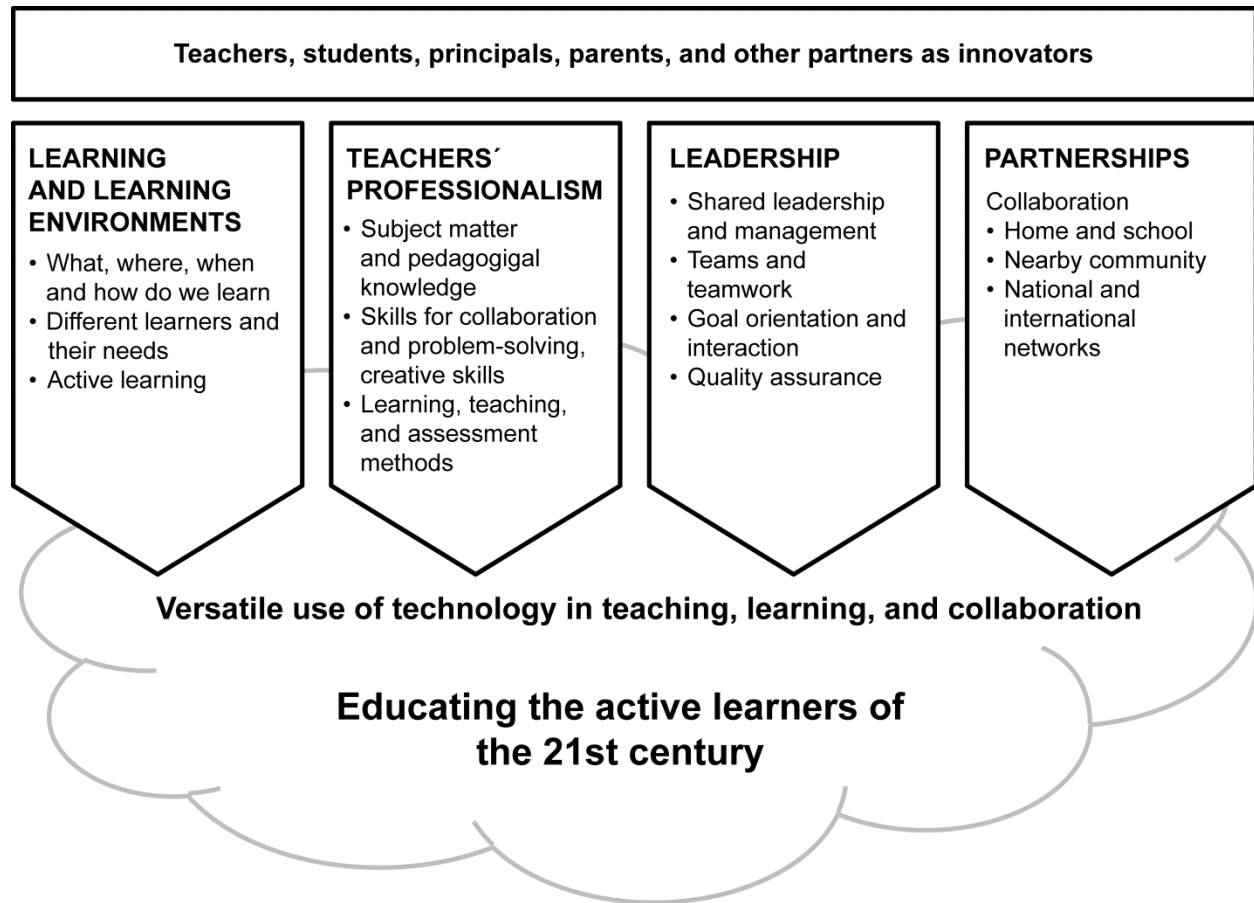 Teachers, students, principals, parents, and other partners as innovators
LEARNING
AND LEARNING
ENVIRONMENTS
• What, where, when
and how do we learn
• Different learners and
their needs
• Active learning
TEACHERS´
PROFESSIONALISM
• Subject matter
and pedagogigal
knowledge
• Skills for collaboration
and problem-solving,
creative skills
• Learning, teaching,
and assessment
methods
LEADERSHIP
• Shared leadership
and management
• Teams and
teamwork
• Goal orientation and
interaction
• Quality assurance
PARTNERSHIPS
Collaboration
• Home and school
• Nearby community
• National and
international
networks
Versatile use of technology in teaching, learning, and collaboration
Educating the active learners of
the 21st century